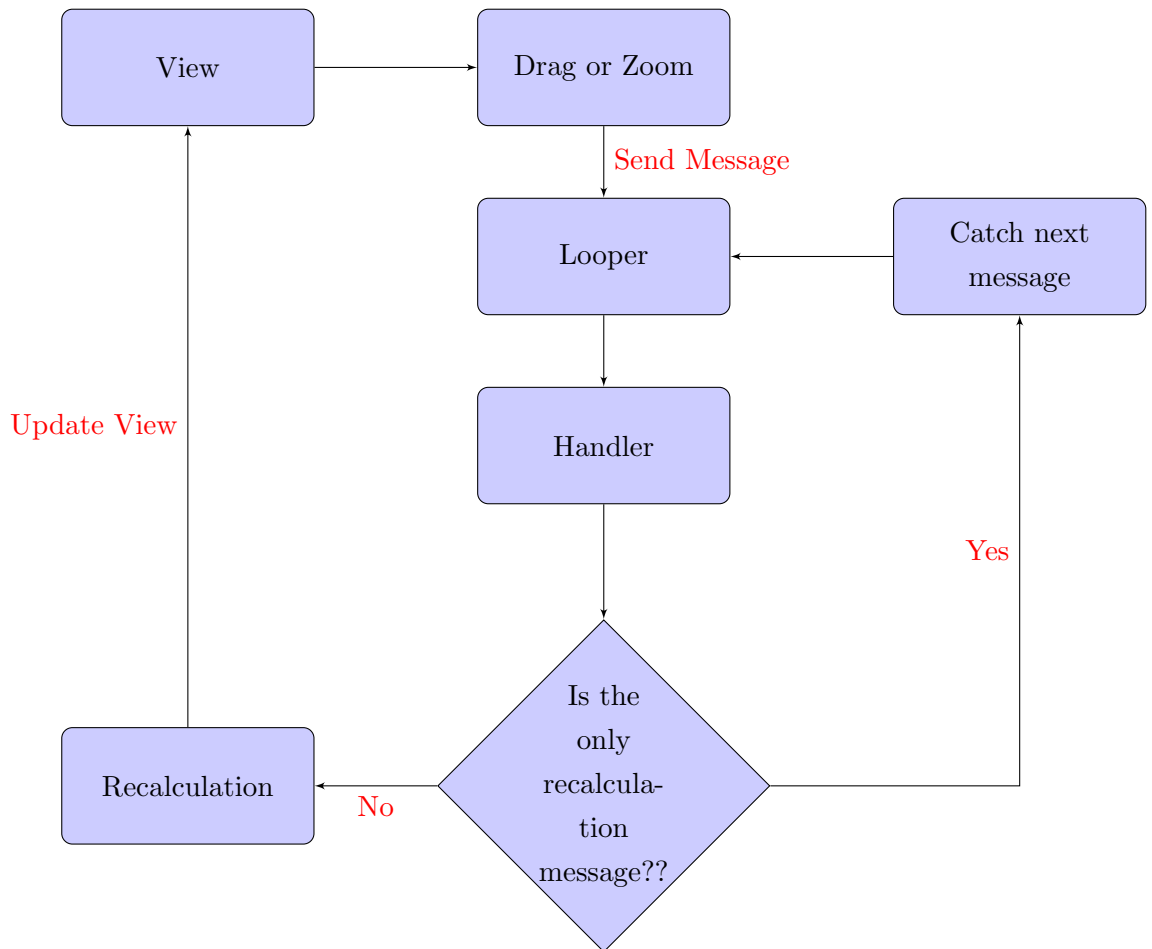 View
Drag or Zoom
Send Message
Looper
Catch next
message
Update View
Handler
Yes
Is the
only
recalcula-
tion
message??
Recalculation
No